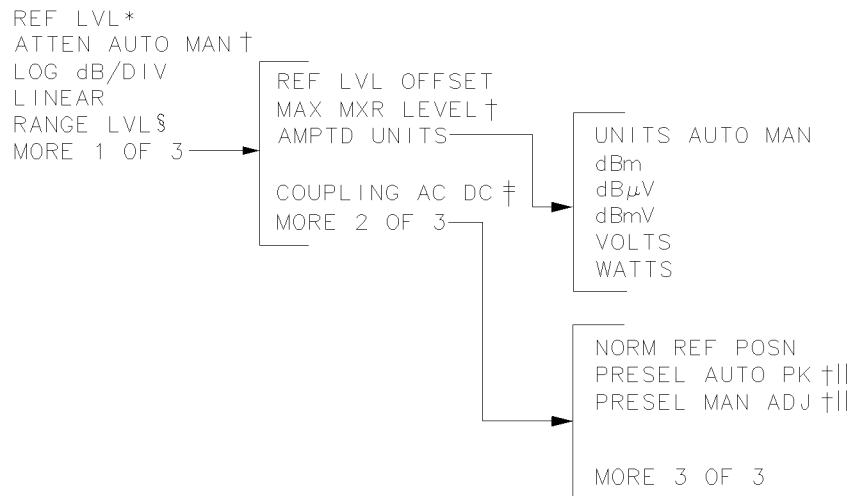 REF LVL*
ATTEN AUTO MAN†
LOG dB/DIV
LINEAR
RANGE LVL§
MORE 1 OF 3
REF LVL OFFSET
MAX MXR LEVEL†
AMPTD UNITS
COUPLING AC DC‡
MORE 2 OF 3
UNITS AUTO MAN
dBm
dBμV
dBmV
VOLTS
WATTS
NORM REF POSN
PRESEL AUTO PK†||
PRESEL MAN ADJ†||
MORE 3 OF 3